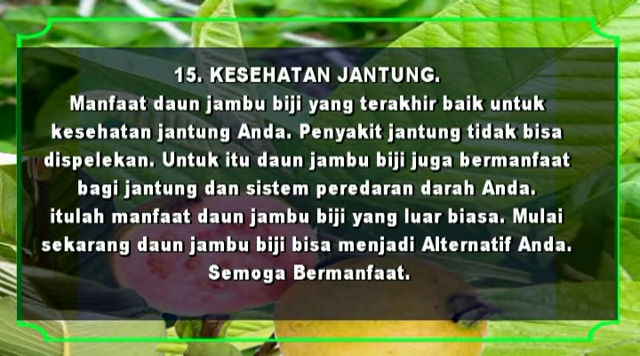 15. KESEHATAN JANTUNG.
Manfaat daun jambu biji yang terakhir baik untuk
kesehatan jantung Anda. Penyakit jantung tidak bisa
dispelekan. Untuk itu daun jambu biji juga bermanfaat
bagi jantung dan sistem peredaran darah Anda.
itulah manfaat daun jambu biji yang luar biasa. Mulai
sekarang daun jambu biji bisa menjadi Alternatif Anda.
Semoga Bermanfaat.